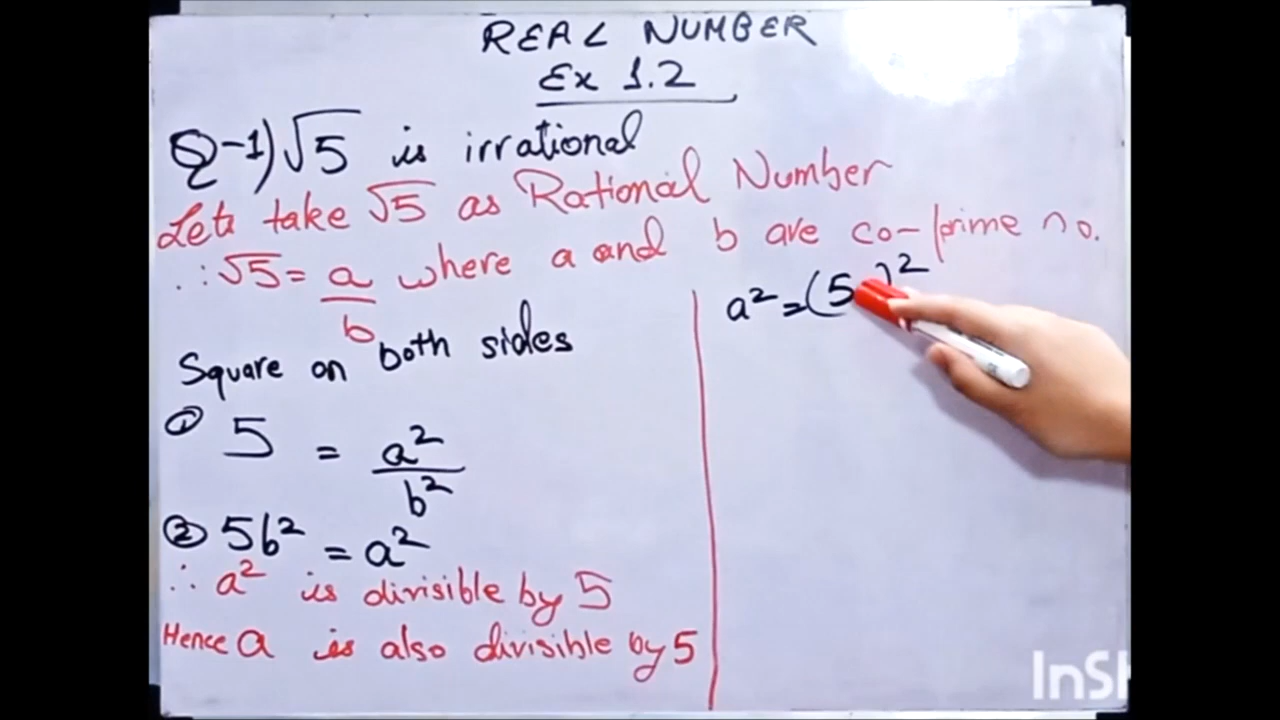 REAL NUMBER
Ex 1.2
Q-1) √5 is irrational
Lets take √5 as Rational Number
∴ √5 = a/b where a and b are co-prime no.
Square on both sides
① 5 = a²/b²
② 5b² = a²
∴ a² is divisible by 5
Hence a is also divisible by 5
a² = (5 )²
InSh